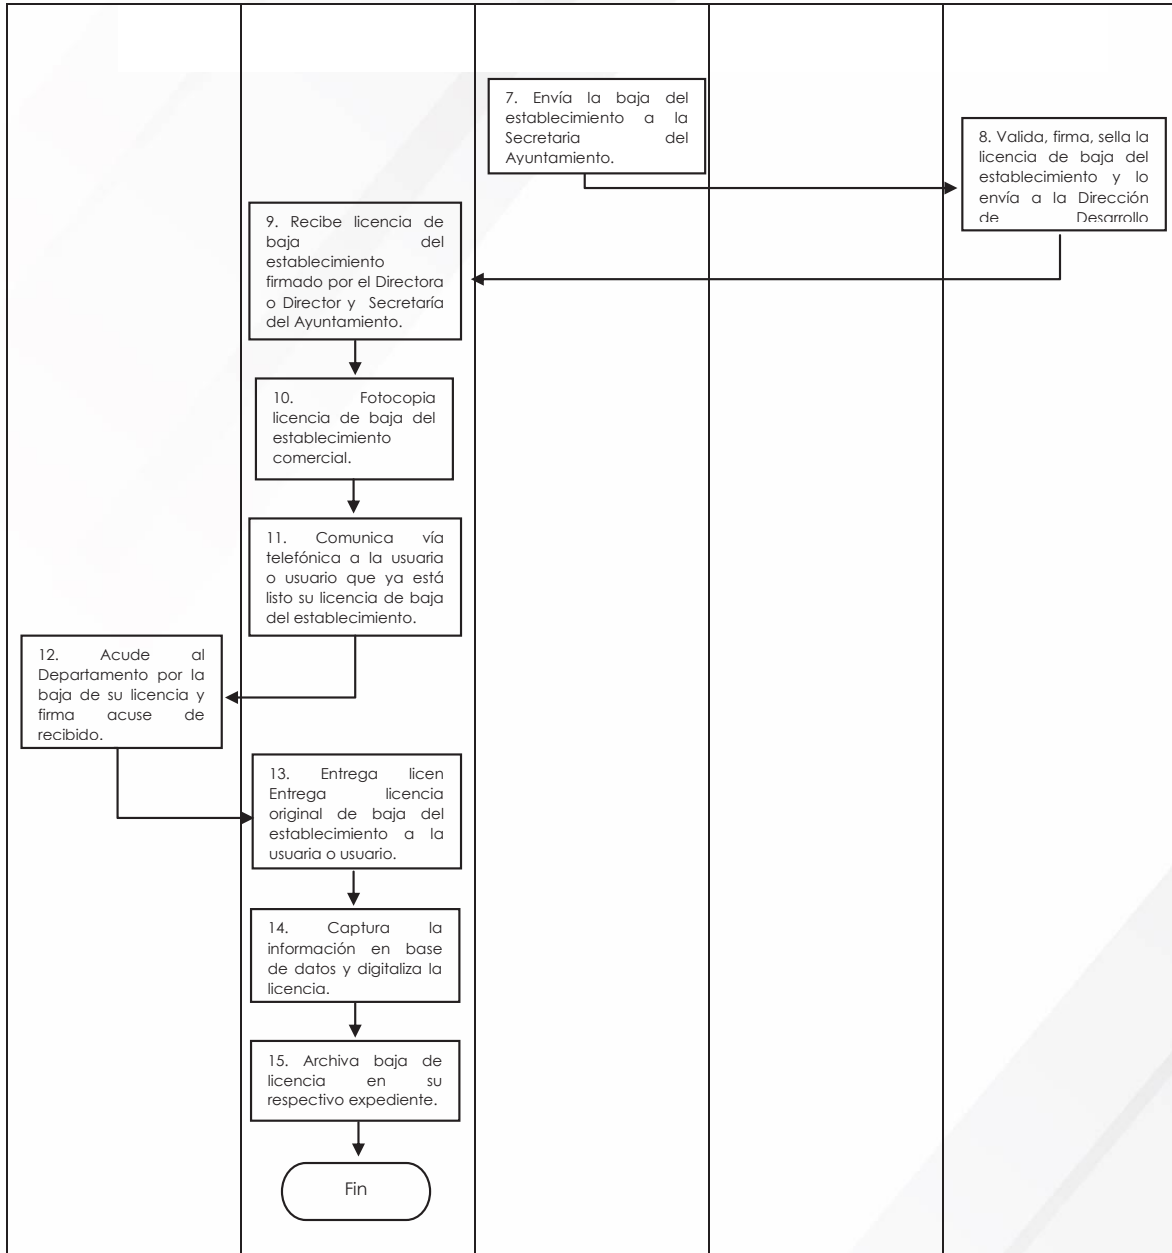 7. Envía la baja del
establecimiento a la
Secretaria del
Ayuntamiento.
8. Valida, firma, sella la
licencia de baja del
establecimiento y lo
envía a la Dirección
de Desarrollo
9. Recibe licencia de
baja del
establecimiento
firmado por el Directora
o Director y Secretaría
del Ayuntamiento.
10. Fotocopia
licencia de baja del
establecimiento
comercial.
11. Comunica vía
telefónica a la usuaria
o usuario que ya está
listo su licencia de baja
del establecimiento.
12. Acude al
Departamento por la
baja de su licencia y
firma acuse de
recibido.
13. Entrega licen
Entrega licencia
original de baja del
establecimiento a la
usuaria o usuario.
14. Captura la
información en base
de datos y digitaliza la
licencia.
15. Archiva baja de
licencia en su
respectivo expediente.
Fin